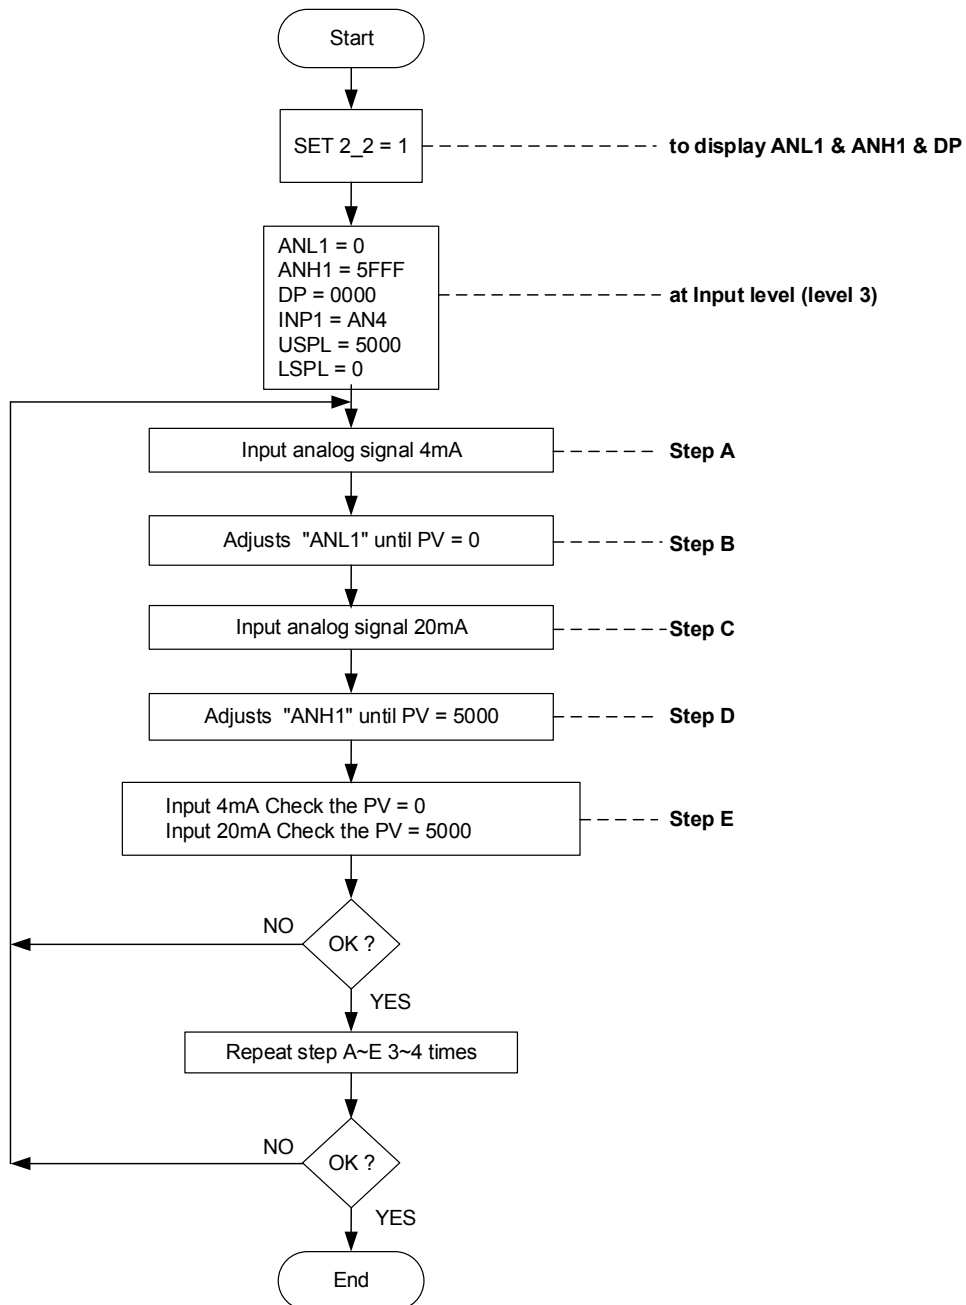 Start
SET 2_2 = 1
to display ANL1 & ANH1 & DP
ANL1 = 0
ANH1 = 5FFF
DP = 0000
INP1 = AN4
USPL = 5000
LSPL = 0
at Input level (level 3)
Input analog signal 4mA
Step A
Adjusts "ANL1" until PV = 0
Step B
Input analog signal 20mA
Step C
Adjusts "ANH1" until PV = 5000
Step D
Input 4mA Check the PV = 0
Input 20mA Check the PV = 5000
Step E
NO
OK ?
YES
Repeat step A~E 3~4 times
NO
OK ?
YES
End